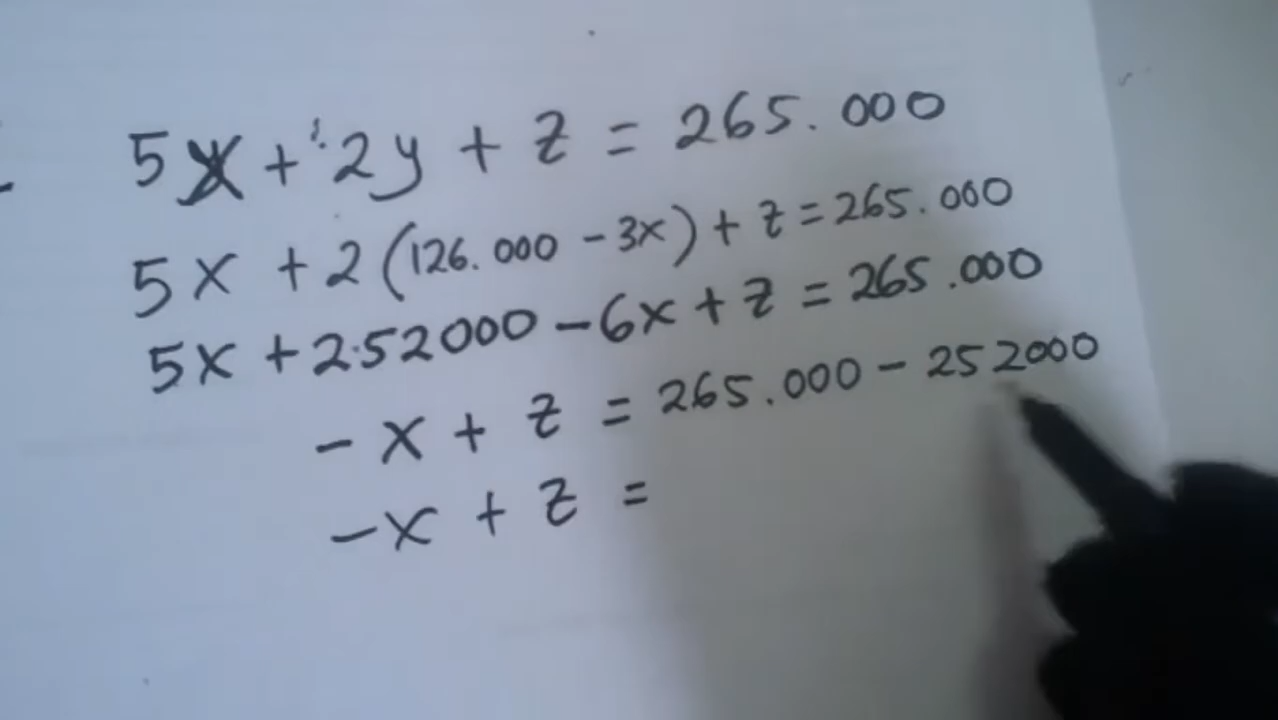 5x + 2y + z = 265.000
5x + 2(126.000 - 3x) + z = 265.000
5x + 252000 - 6x + z = 265.000
- x + z = 265.000 - 252000
- x + z =